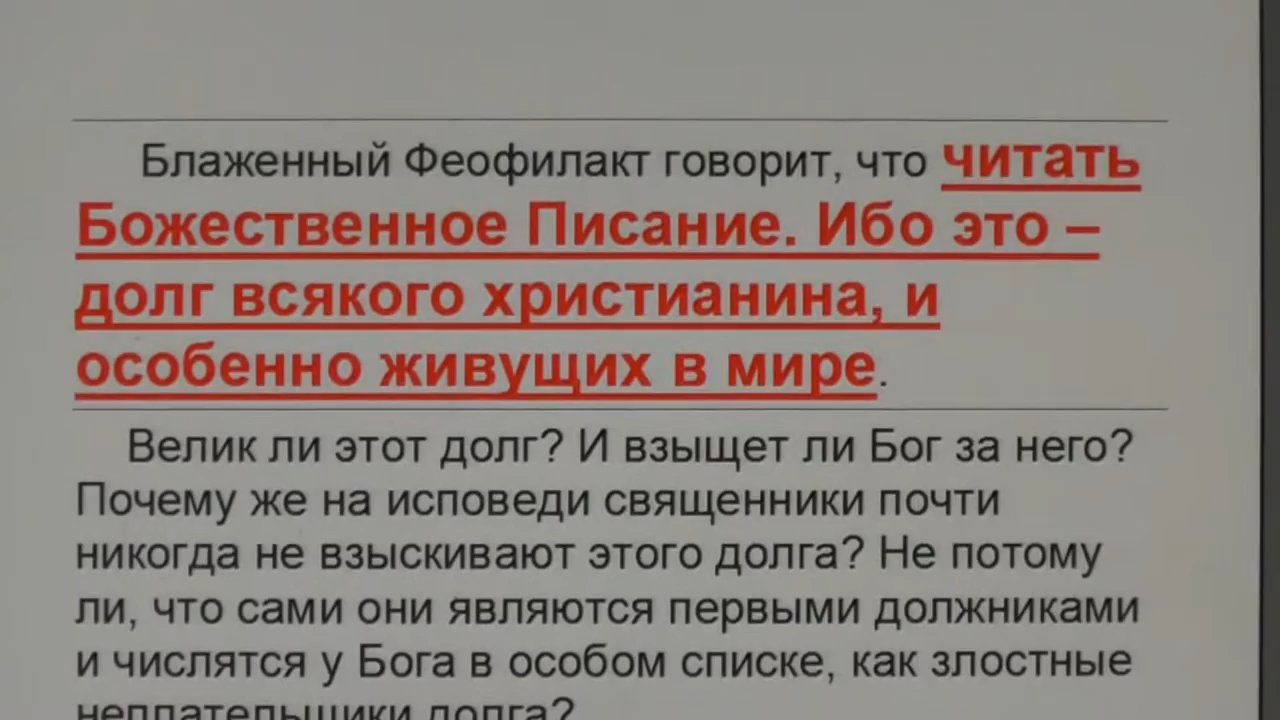 Блаженный Феофилакт говорит, что читать
Божественное Писание. Ибо это –
долг всякого христианина, и
особенно живущих в мире.
Велик ли этот долг? И взыщет ли Бог за него?
Почему же на исповеди священники почти
никогда не взыскивают этого долга? Не потому
ли, что сами они являются первыми должниками
и числятся у Бога в особом списке, как злостные
неплательщики долга?